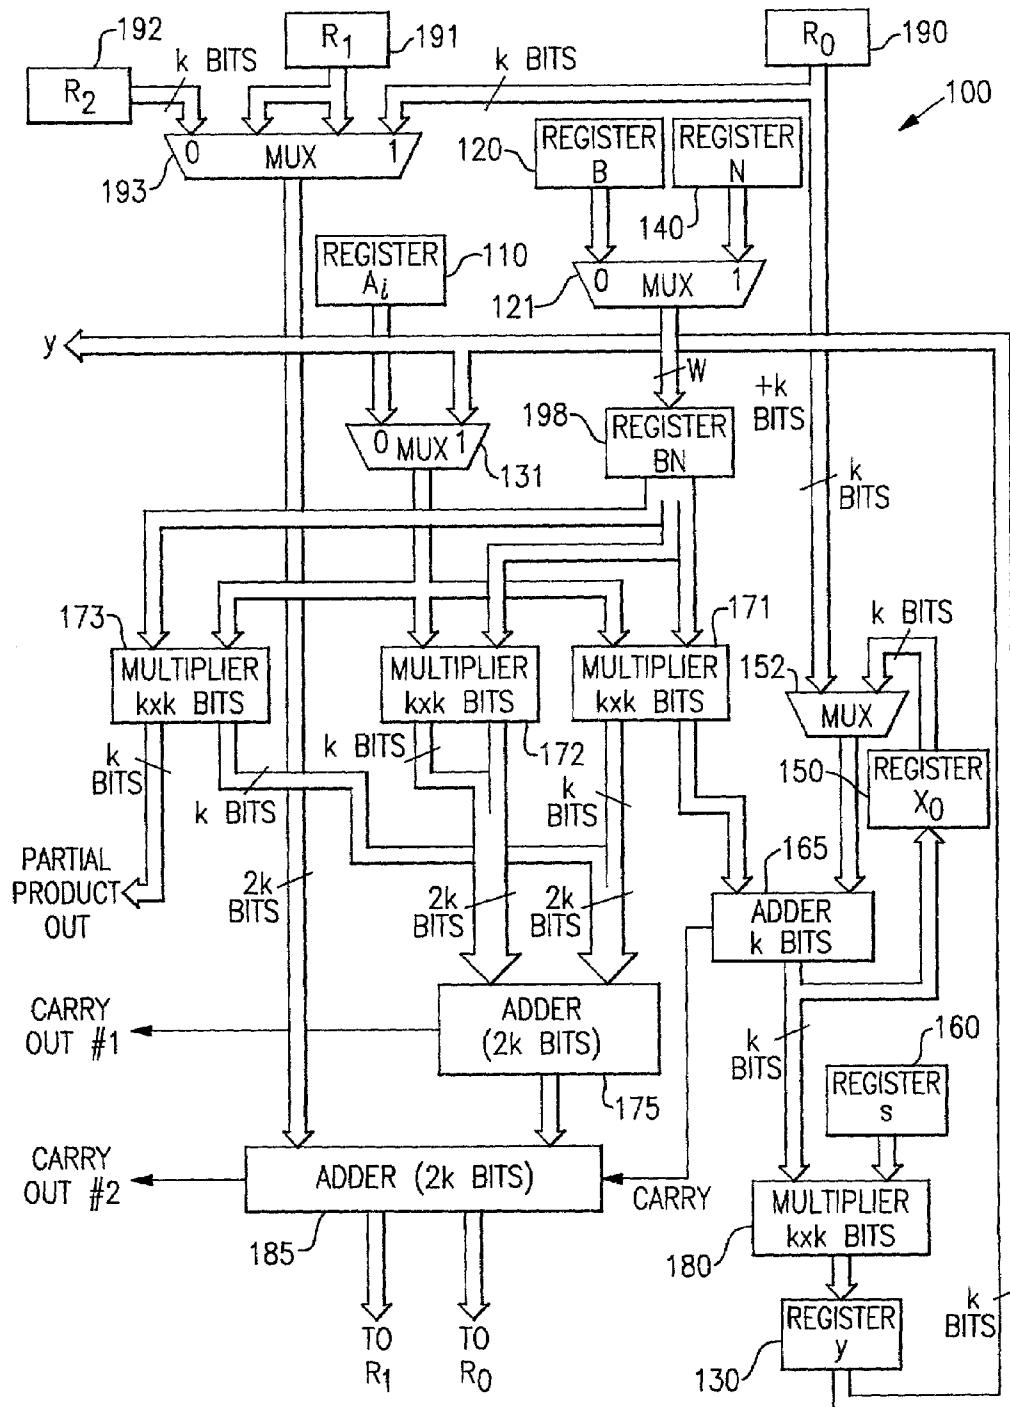 192
R1
191
R0
190
k BITS
k BITS
R2
100
0 MUX 1
193
120
REGISTER
B
REGISTER
N
140
REGISTER
Ai
110
0 MUX 1
121
y
W
+k
BITS
198
REGISTER
BN
0 MUX 1
131
k
BITS
173
171
k BITS
152
MULTIPLIER
kxk BITS
MULTIPLIER
kxk BITS
MULTIPLIER
kxk BITS
MUX
172
k
BITS
k BITS
k BITS
k
BITS
150
REGISTER
X0
PARTIAL
PRODUCT
OUT
2k
BITS
2k
BITS
2k
BITS
165
ADDER
k BITS
CARRY
OUT #1
ADDER
(2k BITS)
175
k
BITS
160
REGISTER
s
CARRY
OUT #2
ADDER (2k BITS)
CARRY
185
MULTIPLIER
kxk BITS
180
TO
R1
TO
R0
REGISTER
y
130
k
BITS